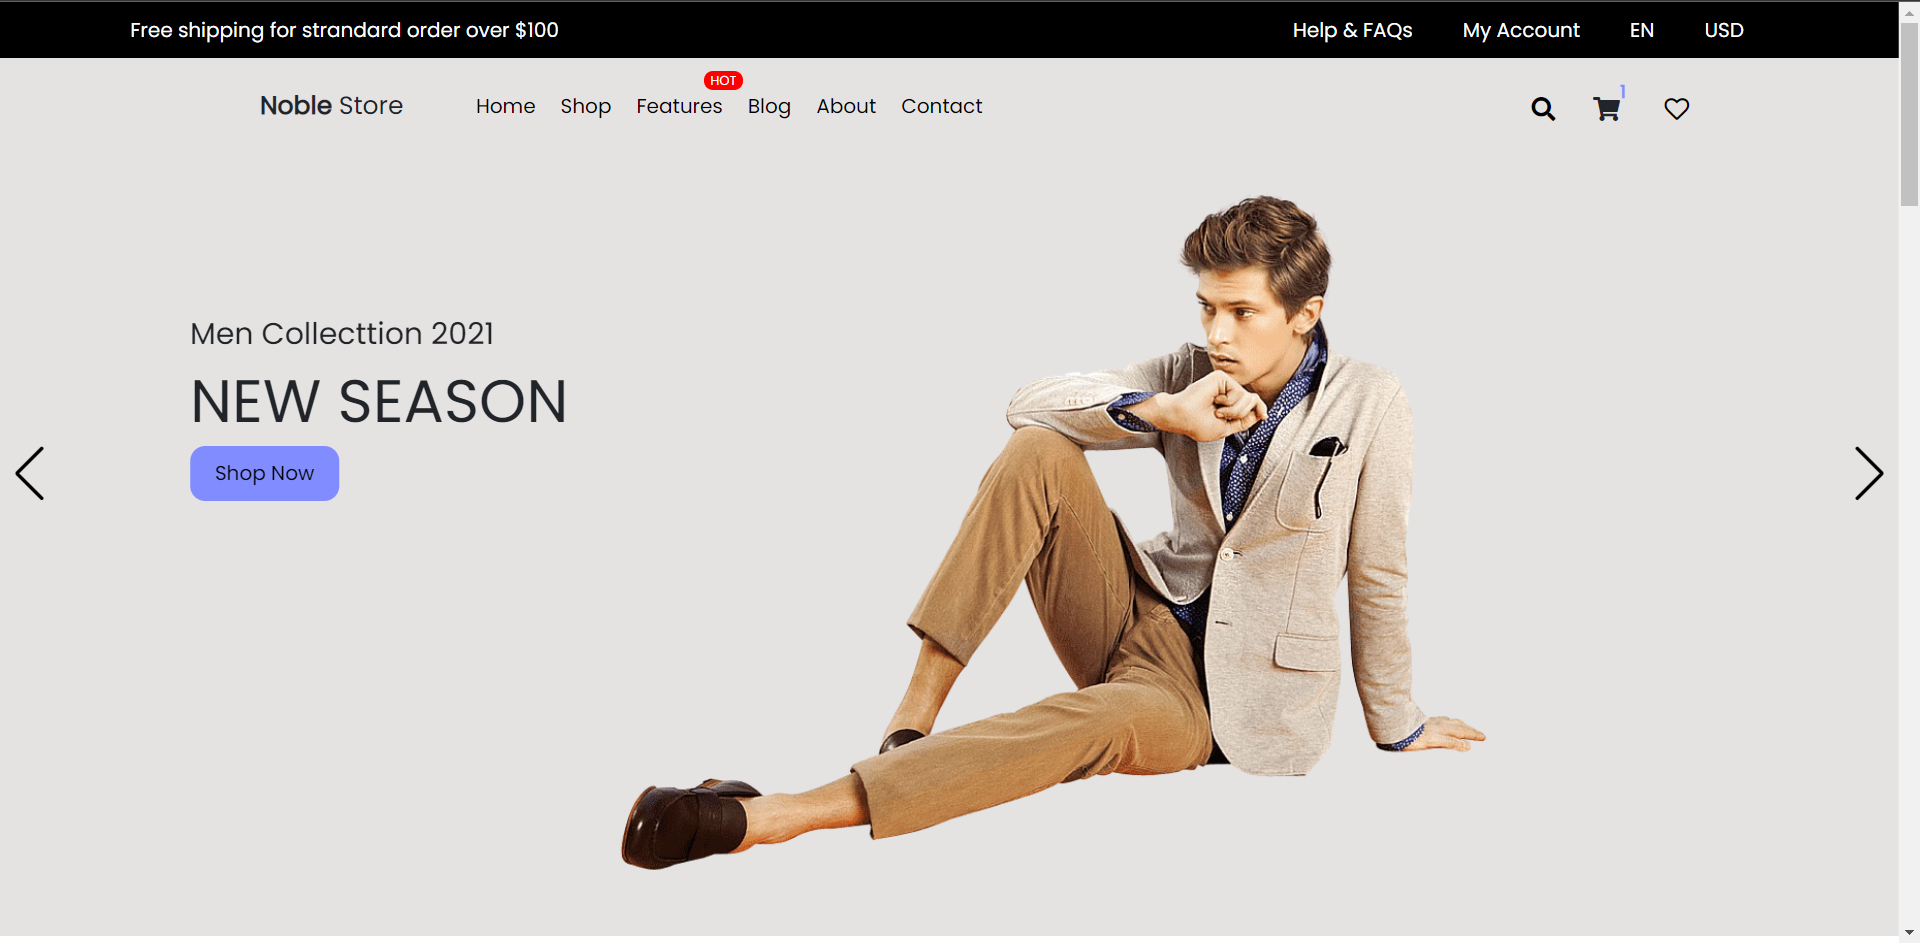 Free shipping for strandard order over $100 Help & FAQs My Account EN USD
HOT
Noble Store Home Shop Features Blog About Contact 1
Men Collecttion 2021
NEW SEASON
Shop Now